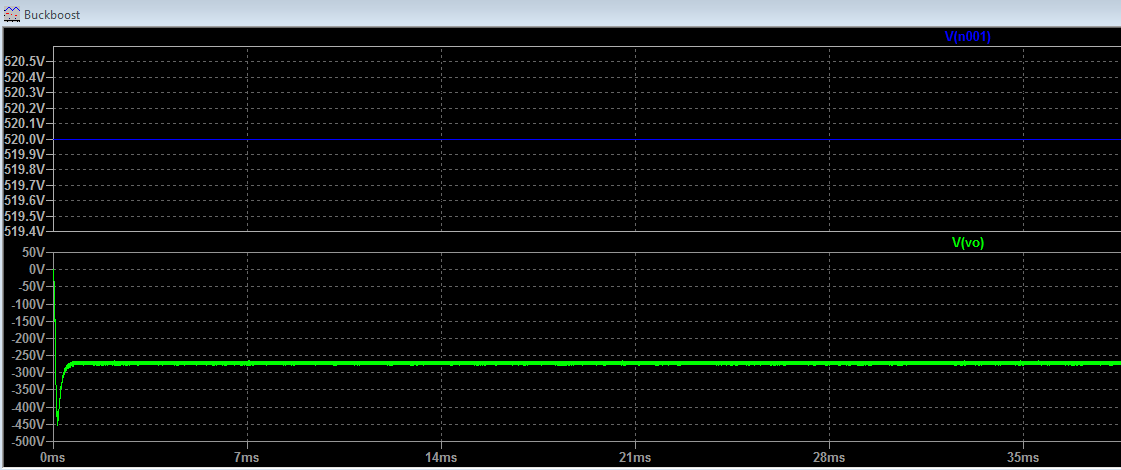 Buckboost
V(n001)
520.5V
520.4V
520.3V
520.2V
520.1V
520.0V
519.9V
519.8V
519.7V
519.6V
519.5V
519.4V
V(vo)
50V
0V
-50V
-100V
-150V
-200V
-250V
-300V
-350V
-400V
-450V
-500V
0ms 7ms 14ms 21ms 28ms 35ms